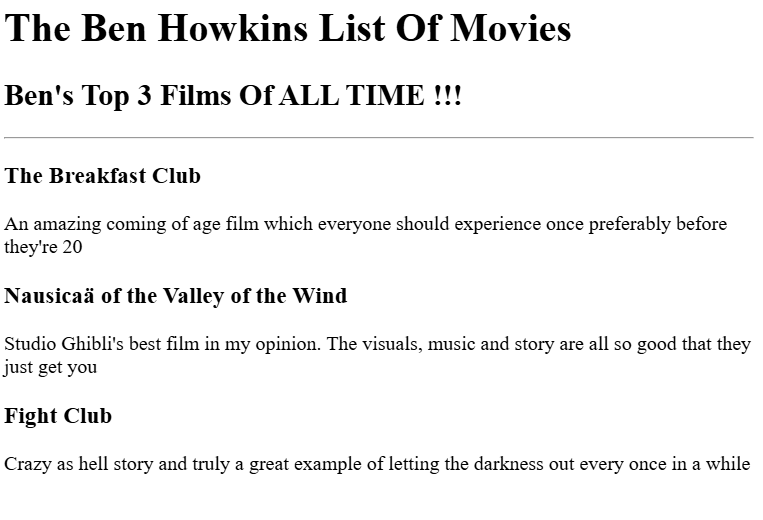 The Ben Howkins List Of Movies
Ben's Top 3 Films Of ALL TIME !!!
The Breakfast Club
An amazing coming of age film which everyone should experience once preferably before
they're 20
Nausicaä of the Valley of the Wind
Studio Ghibli's best film in my opinion. The visuals, music and story are all so good that they
just get you
Fight Club
Crazy as hell story and truly a great example of letting the darkness out every once in a while